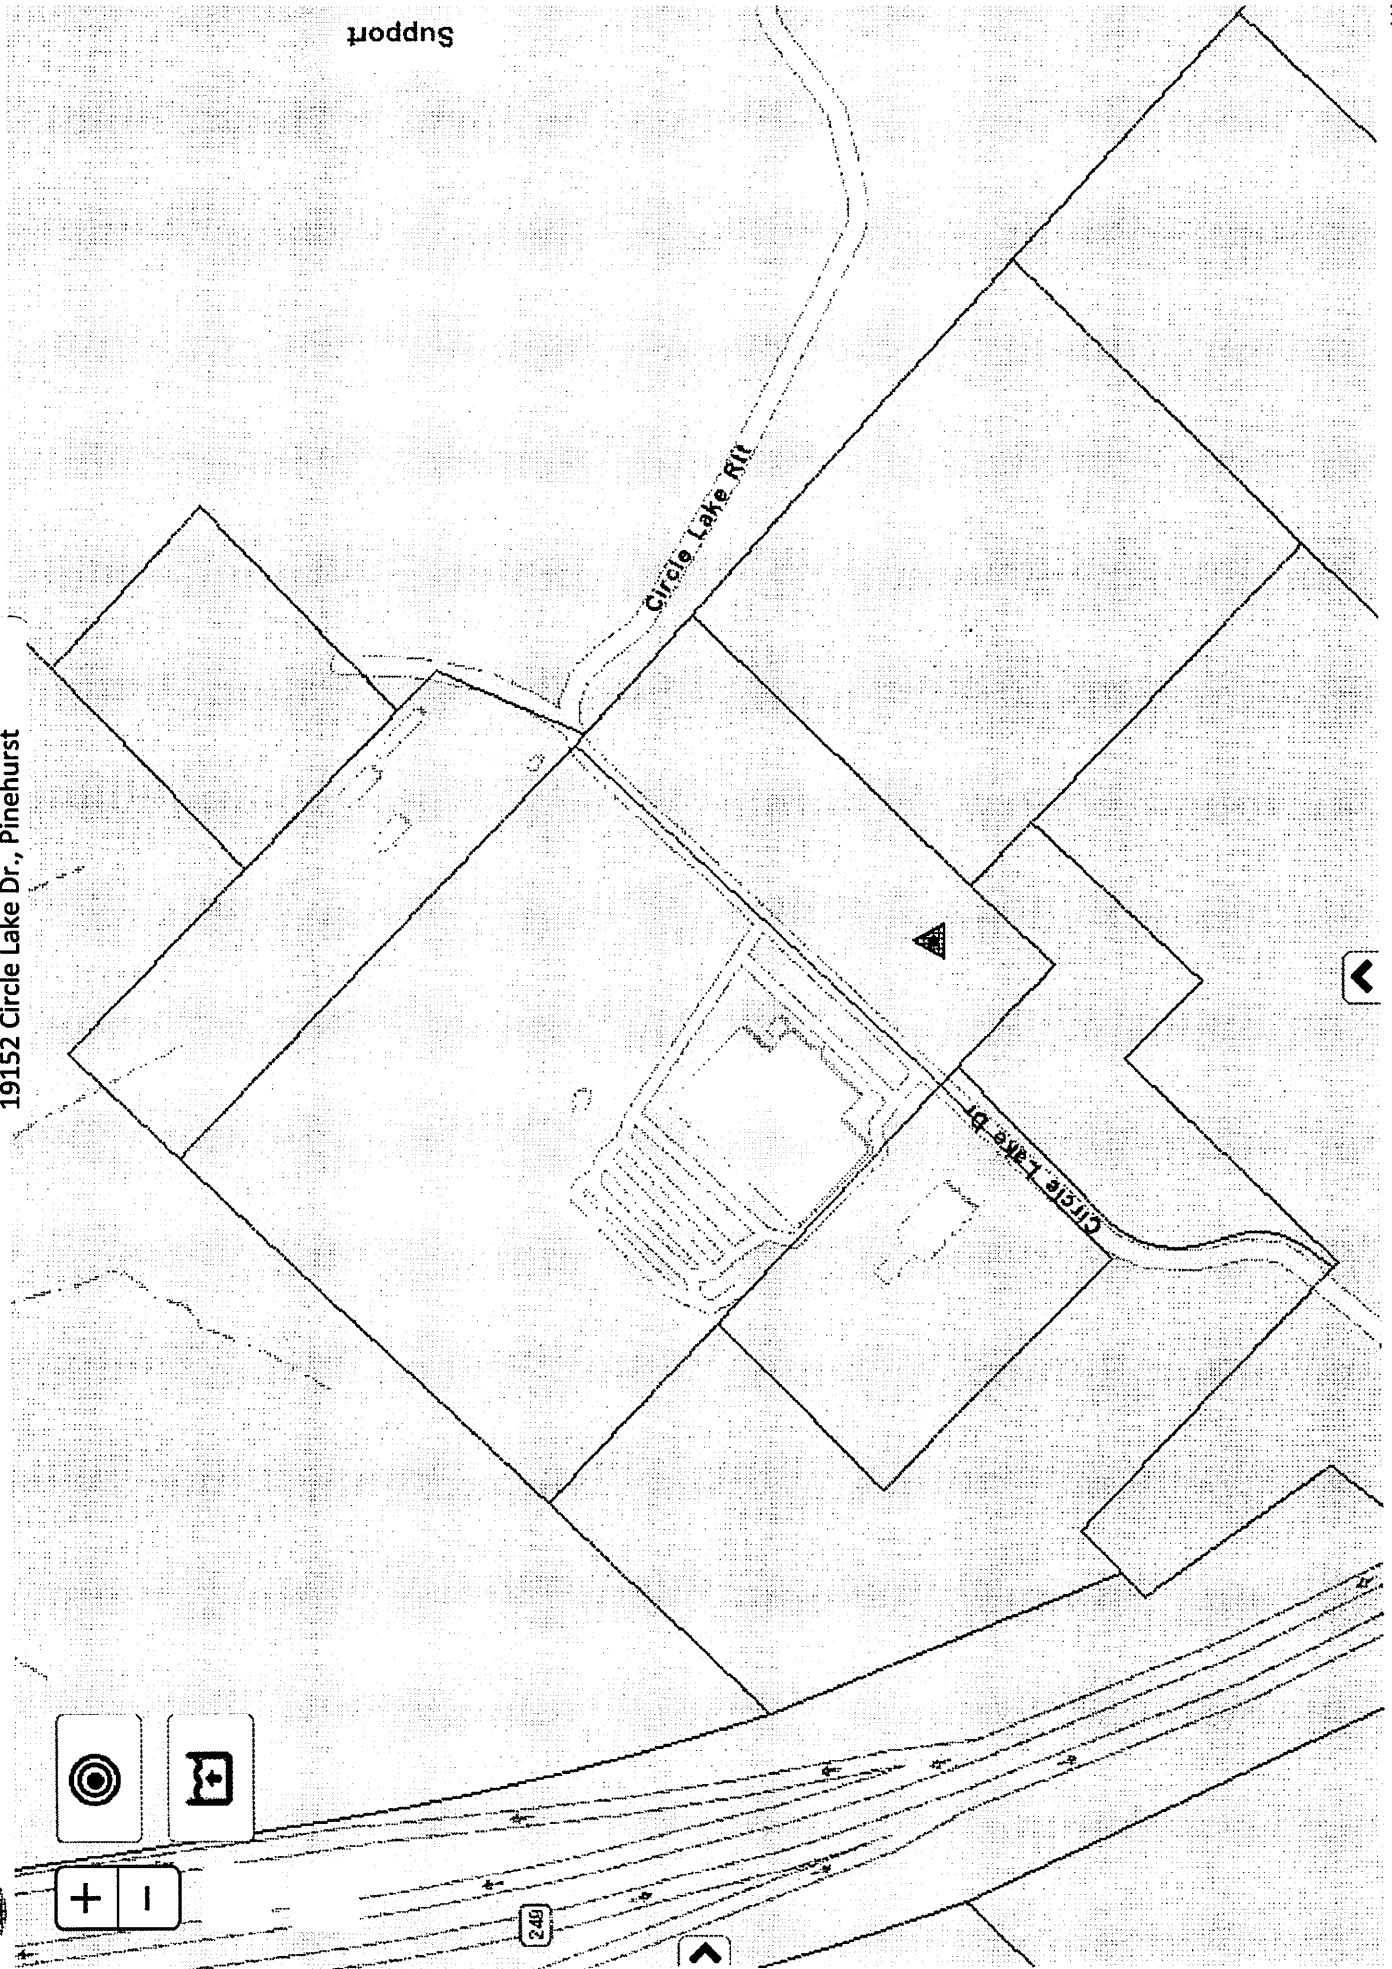 19152 Circle Lake Dr., Pinehurst
Support
Circle Lake Rlt
Circle Lake Dr
249